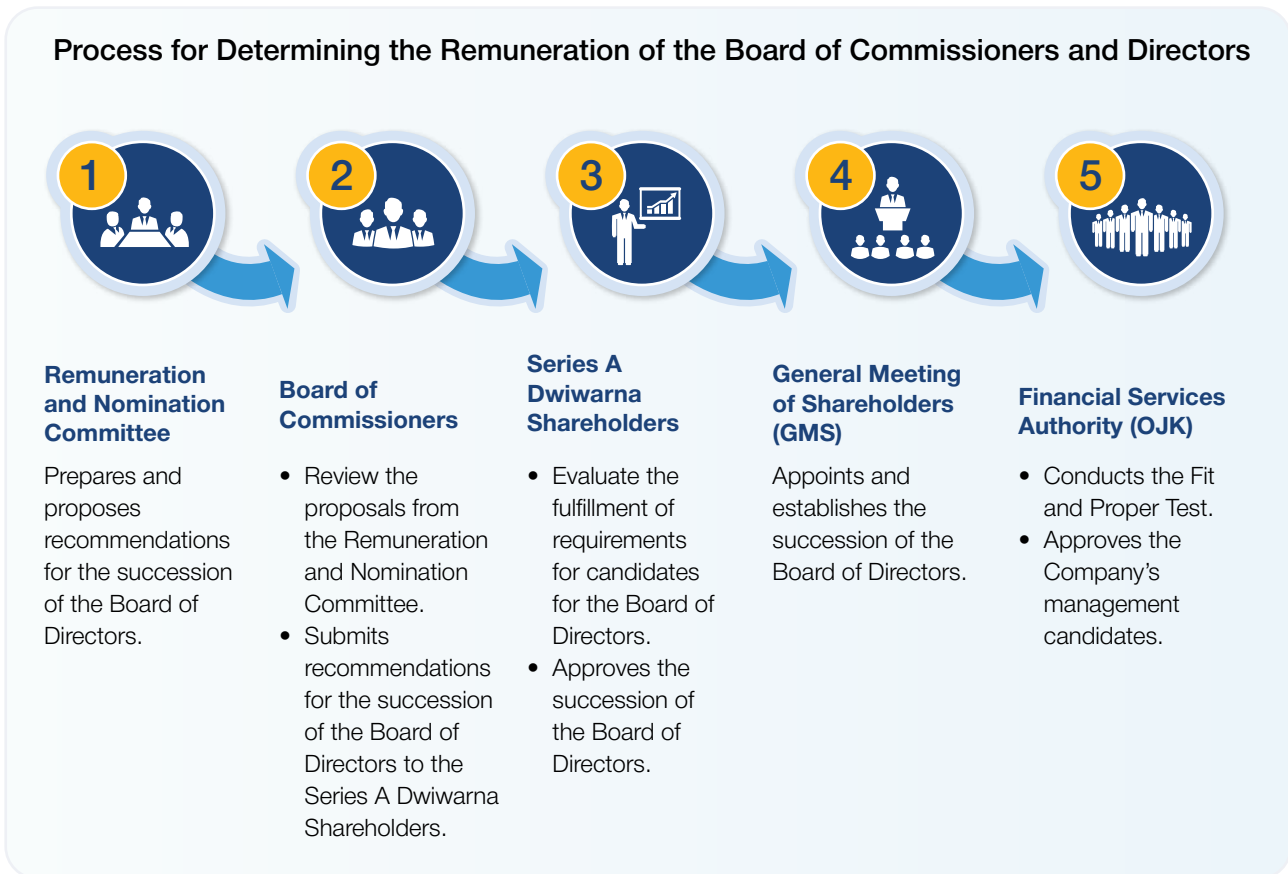 Process for Determining the Remuneration of the Board of Commissioners and Directors
1
2
3
4
5
Remuneration
and Nomination
Committee
Prepares and
proposes
recommendations
for the succession
of the Board of
Directors.
Board of
Commissioners
• Review the
proposals from
the Remuneration
and Nomination
Committee.
• Submits
recommendations
for the succession
of the Board of
Directors to the
Series A Dwiwarna
Shareholders.
Series A
Dwiwarna
Shareholders
• Evaluate the
fulfillment of
requirements
for candidates
for the Board of
Directors.
• Approves the
succession of
the Board of
Directors.
General Meeting
of Shareholders
(GMS)
Appoints and
establishes the
succession of the
Board of Directors.
Financial Services
Authority (OJK)
• Conducts the Fit
and Proper Test.
• Approves the
Company’s
management
candidates.